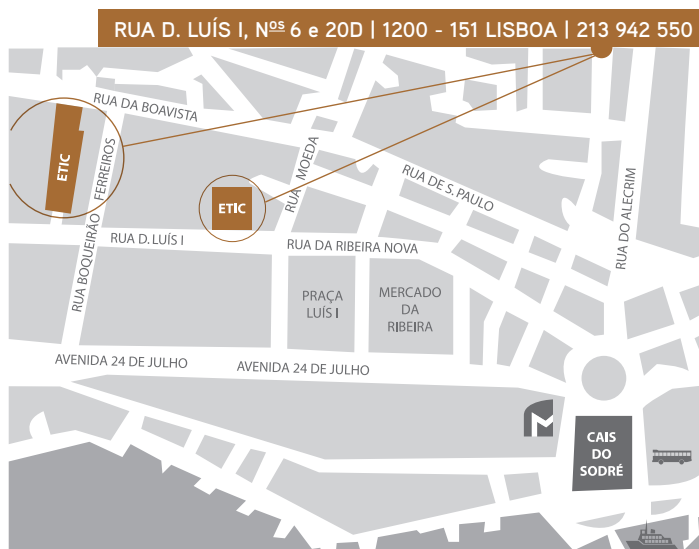 RUA D. LUÍS I, Nºˢ 6 e 20D | 1200 - 151 LISBOA | 213 942 550
RUA DA BOAVISTA
ETIC
RUA BOQUEIRÃO FERREIROS
RUA MOEDA
ETIC
RUA DE S. PAULO
RUA DO ALECRIM
RUA D. LUÍS I
RUA DA RIBEIRA NOVA
PRAÇA
LUÍS I
MERCADO
DA
RIBEIRA
AVENIDA 24 DE JULHO
AVENIDA 24 DE JULHO
CAIS
DO
SODRÉ